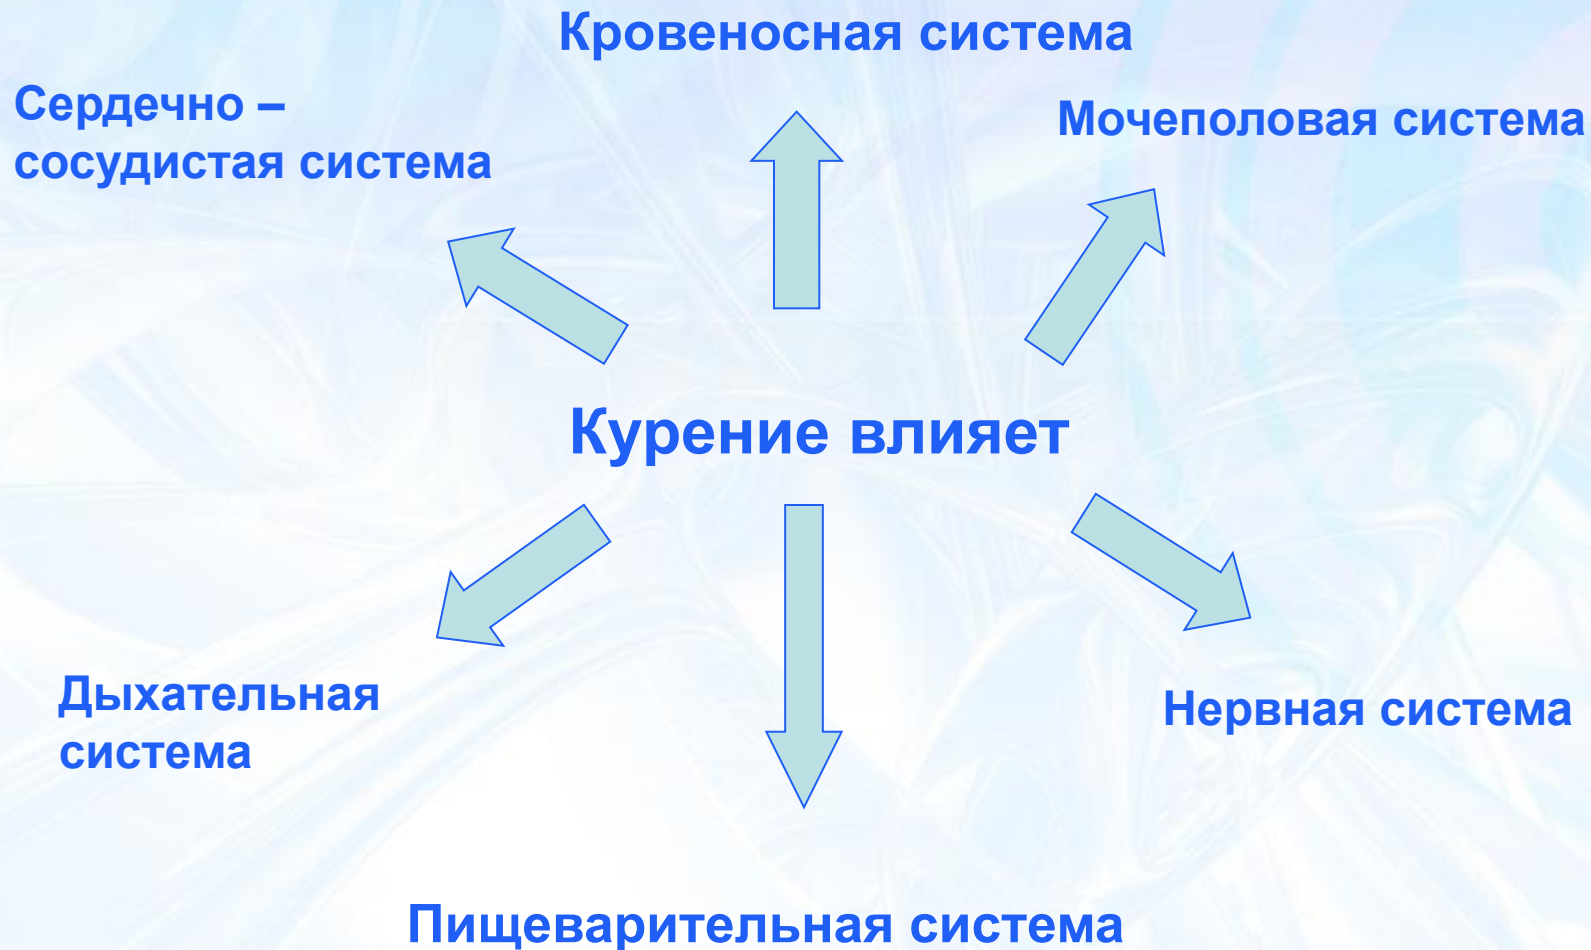 Кровеносная система
Сердечно –
сосудистая система
Мочеполовая система
Курение влияет
Дыхательная
система
Нервная система
Пищеварительная система